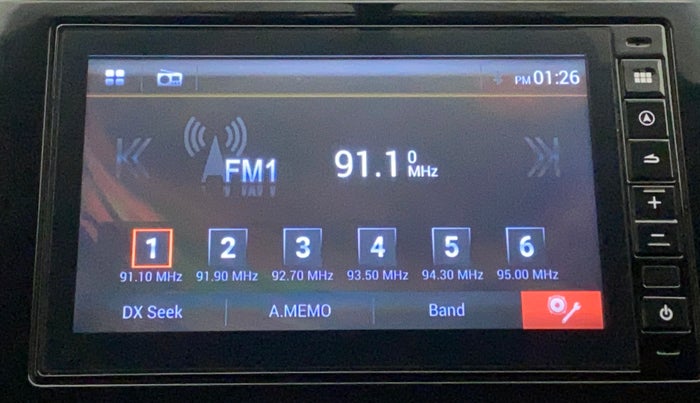 PM 01:26
FM1
91.10 MHz
1 2 3 4 5 6
91.10 MHz 91.90 MHz 92.70 MHz 93.50 MHz 94.30 MHz 95.00 MHz
DX Seek A.MEMO Band